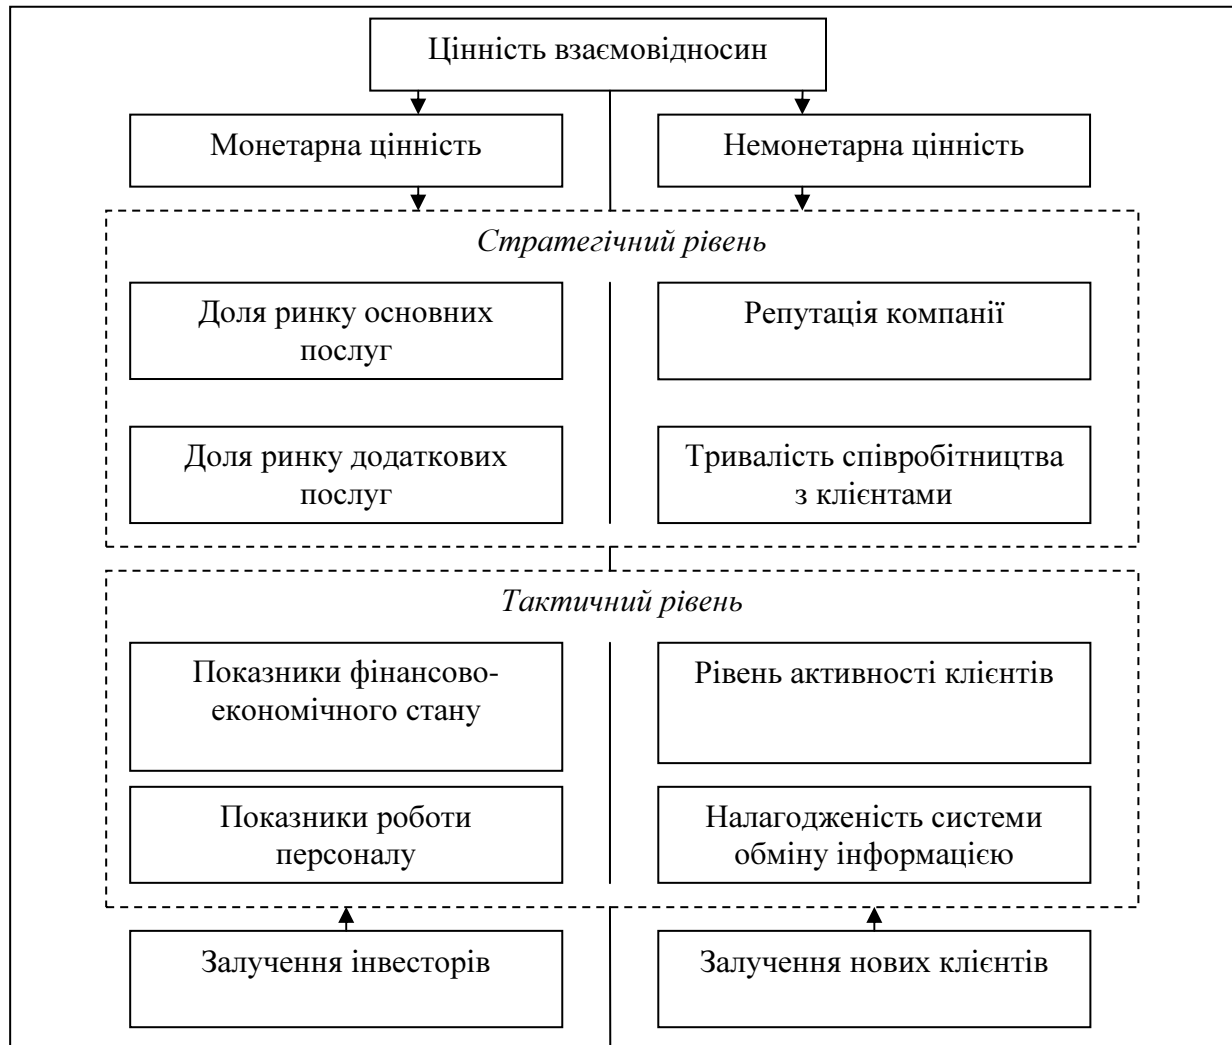 Цінність взаємовідносин
Монетарна цінність
Немонетарна цінність
Стратегічний рівень
Доля ринку основних
послуг
Репутація компанії
Доля ринку додаткових
послуг
Тривалість співробітництва
з клієнтами
Тактичний рівень
Показники фінансово-
економічного стану
Рівень активності клієнтів
Показники роботи
персоналу
Налагодженість системи
обміну інформацією
Залучення інвесторів
Залучення нових клієнтів